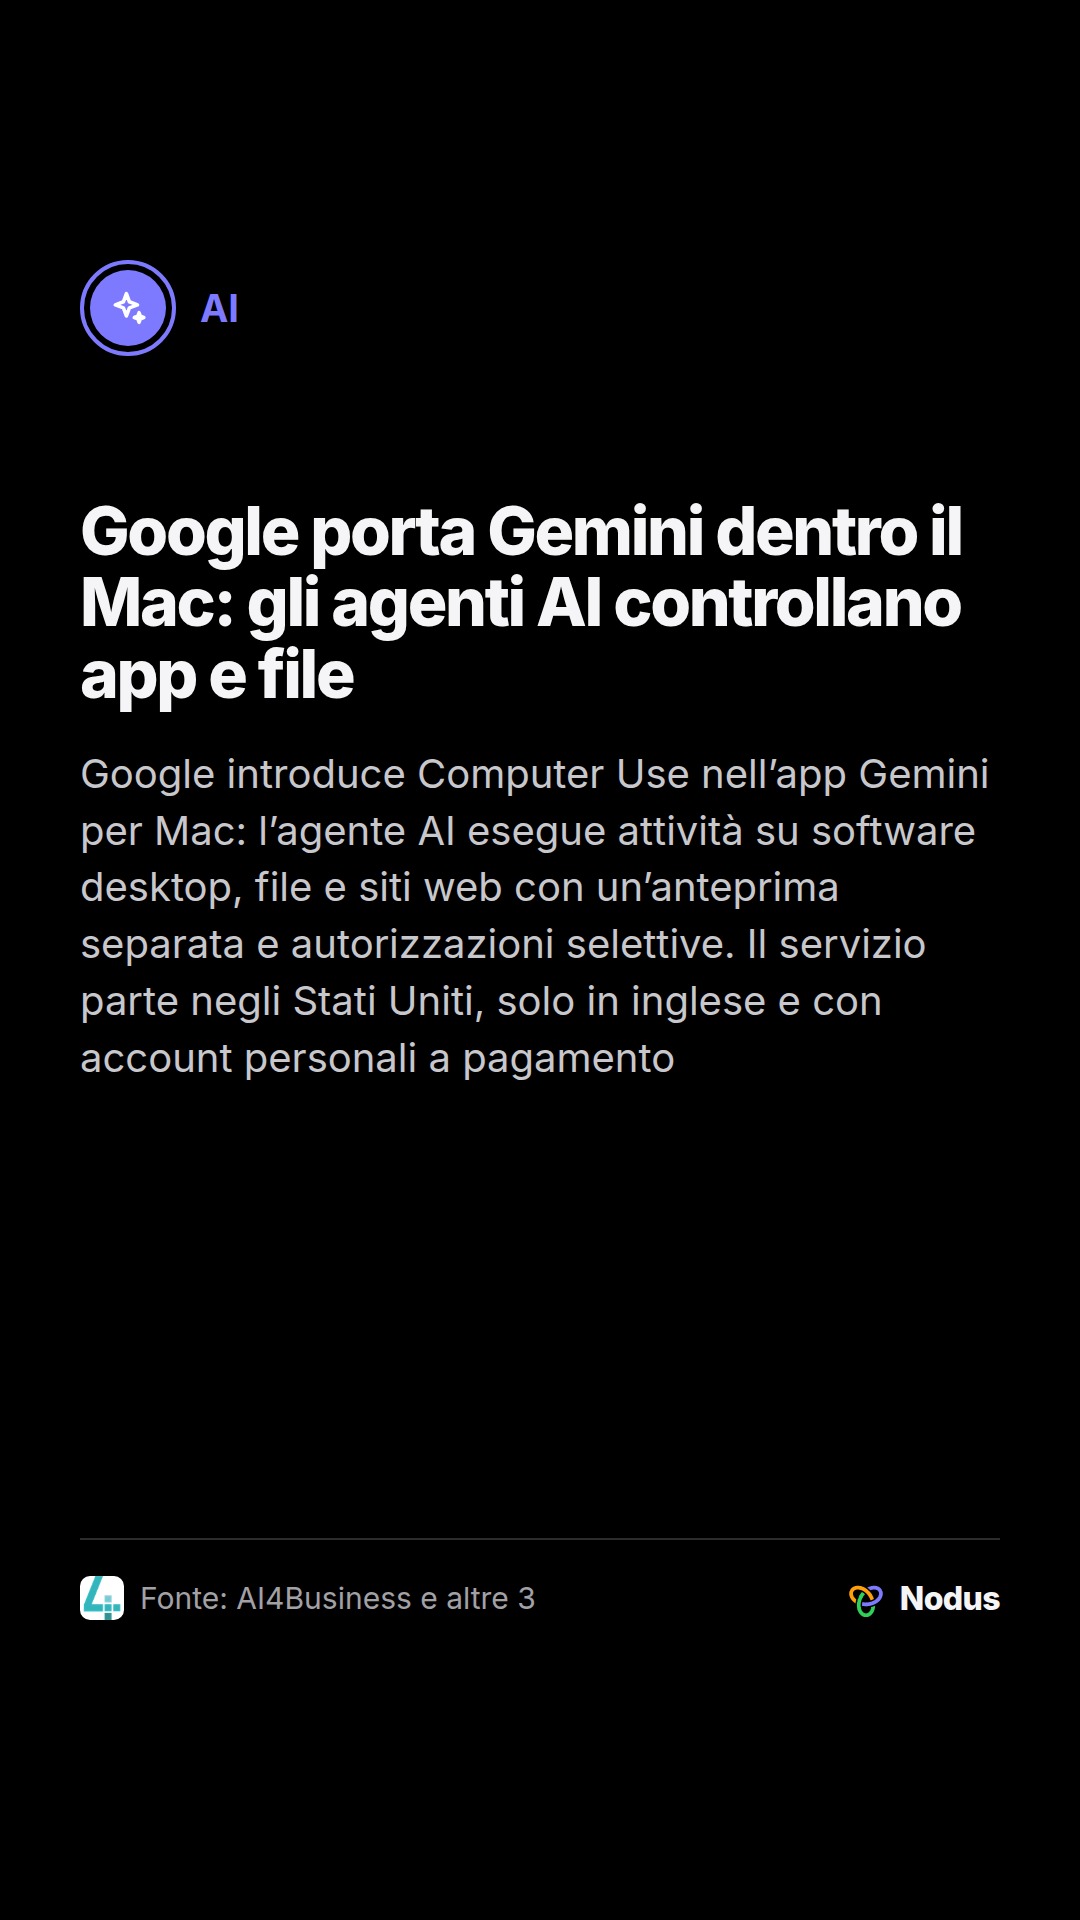 AI
Google porta Gemini dentro il
Mac: gli agenti AI controllano
app e file
Google introduce Computer Use nell’app Gemini
per Mac: l’agente AI esegue attività su software
desktop, file e siti web con un’anteprima
separata e autorizzazioni selettive. Il servizio
parte negli Stati Uniti, solo in inglese e con
account personali a pagamento
4
Fonte: AI4Business e altre 3
Nodus